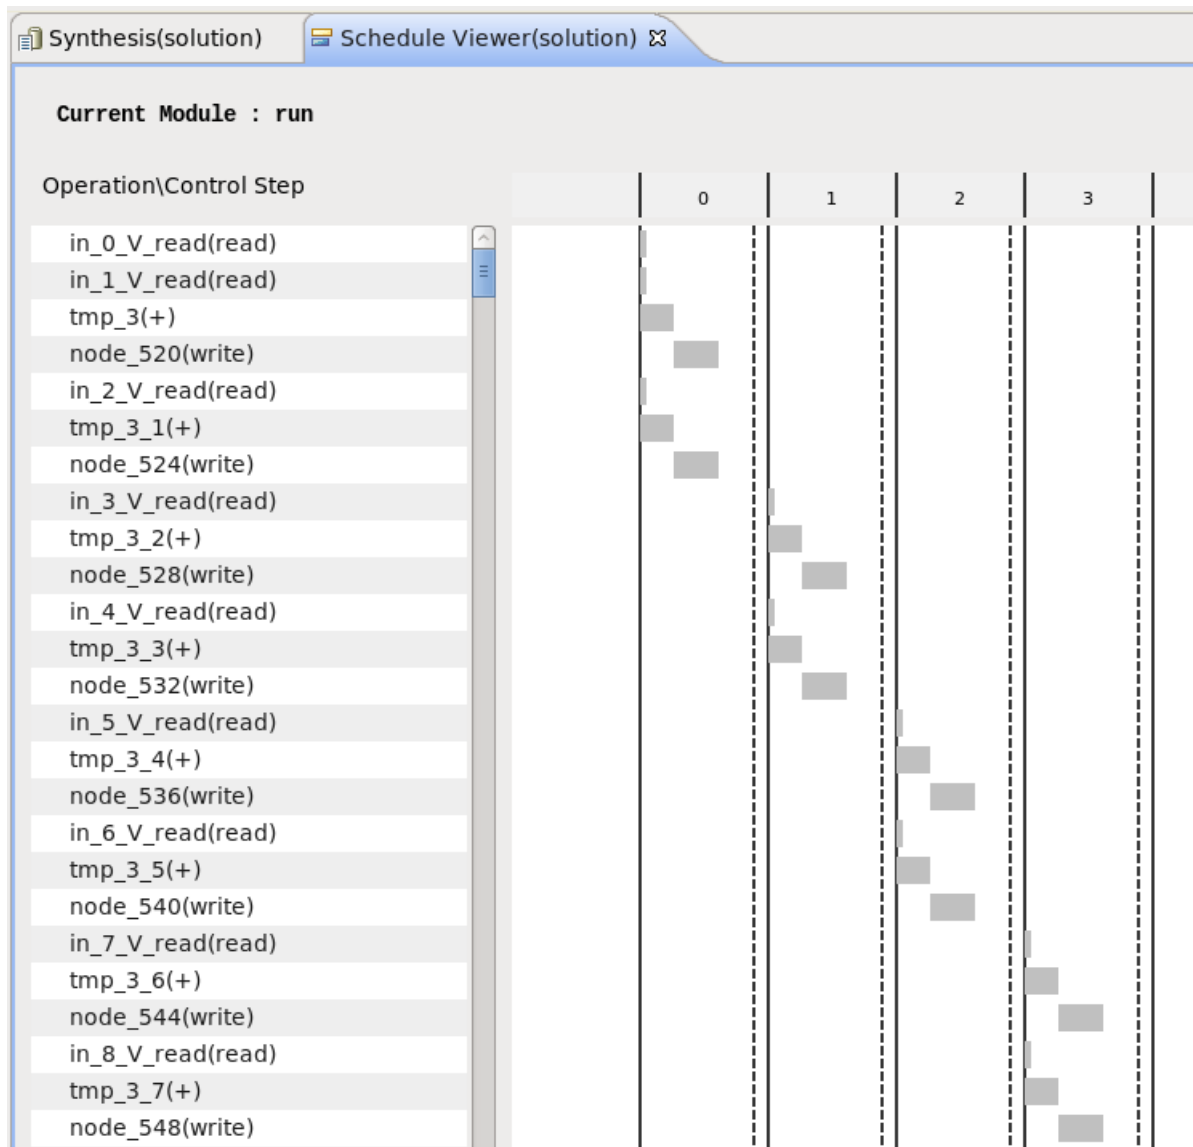 Synthesis(solution) Schedule Viewer(solution)
Current Module : run
Operation\Control Step 0 1 2 3
in_0_V_read(read)
in_1_V_read(read)
tmp_3(+)
node_520(write)
in_2_V_read(read)
tmp_3_1(+)
node_524(write)
in_3_V_read(read)
tmp_3_2(+)
node_528(write)
in_4_V_read(read)
tmp_3_3(+)
node_532(write)
in_5_V_read(read)
tmp_3_4(+)
node_536(write)
in_6_V_read(read)
tmp_3_5(+)
node_540(write)
in_7_V_read(read)
tmp_3_6(+)
node_544(write)
in_8_V_read(read)
tmp_3_7(+)
node_548(write)